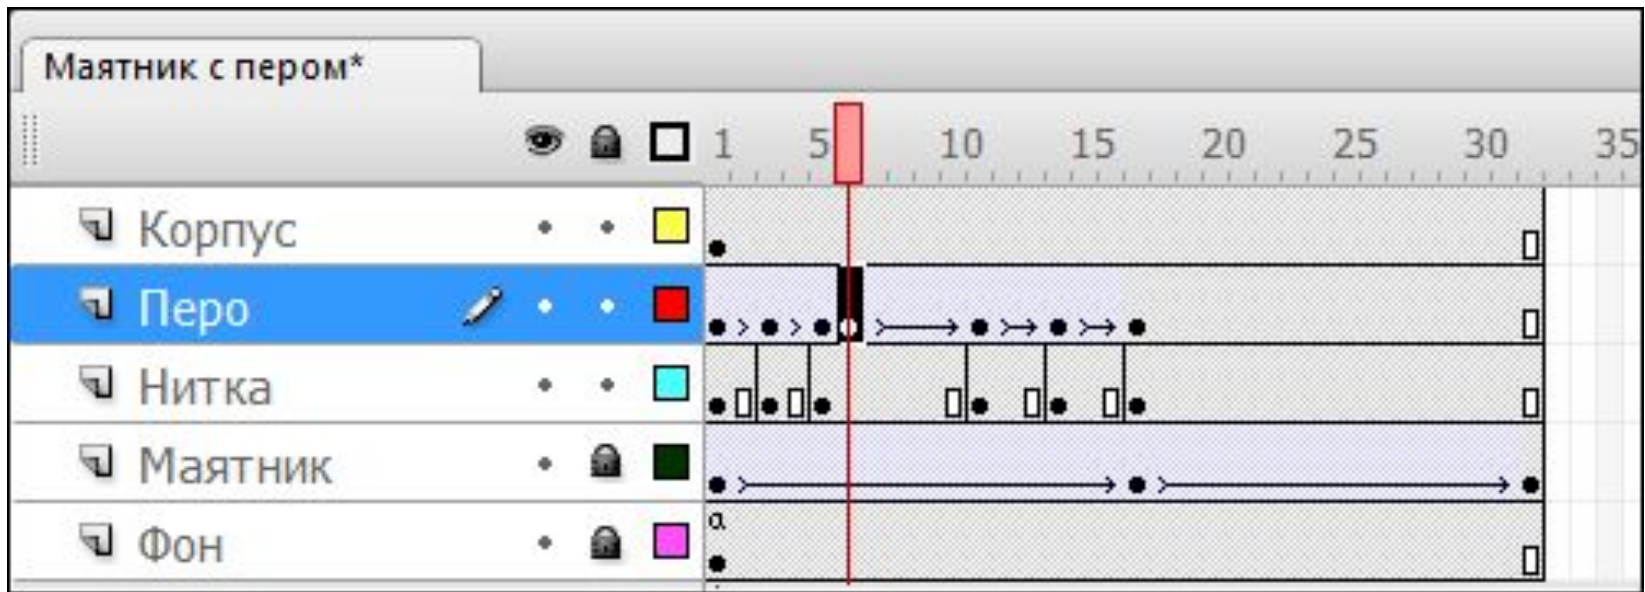 Маятник с пером*
1 5 10 15 20 25 30 35
Корпус
Перо
Нитка
Маятник
Фон
a